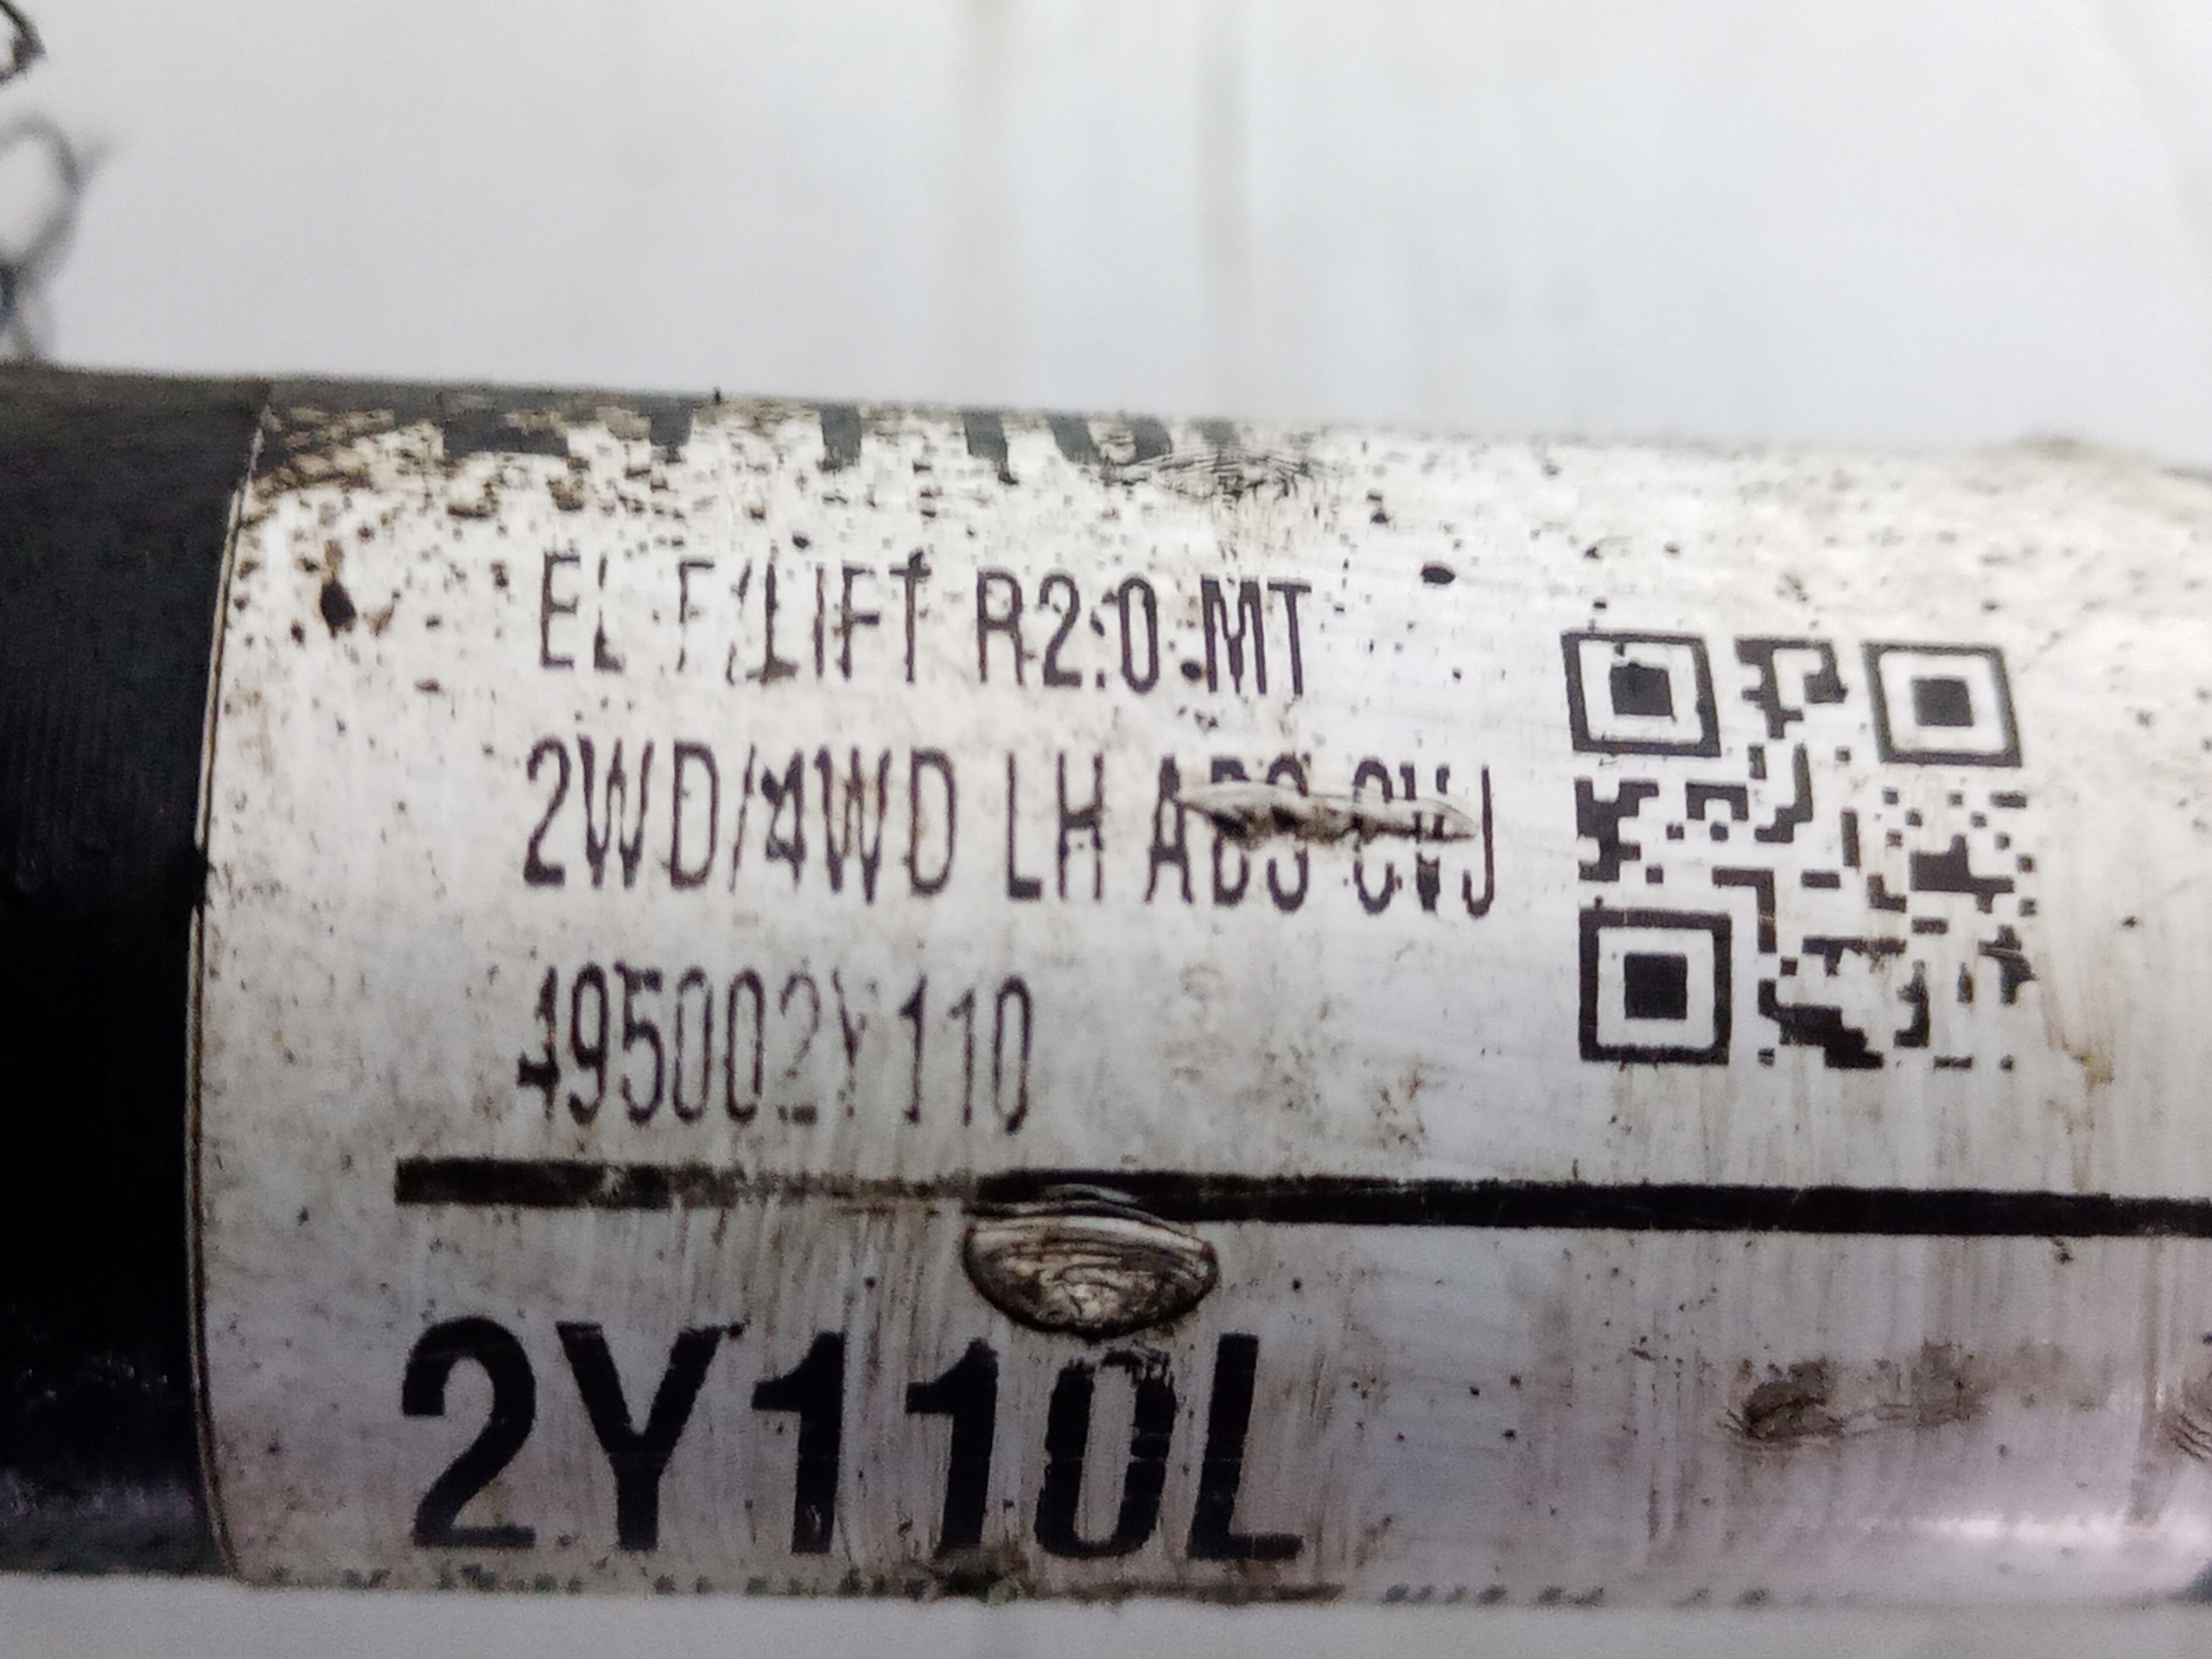 EL F/LIFT R2.0 MT
2WD/4WD LH ABS CVJ
495002Y110
2Y110L